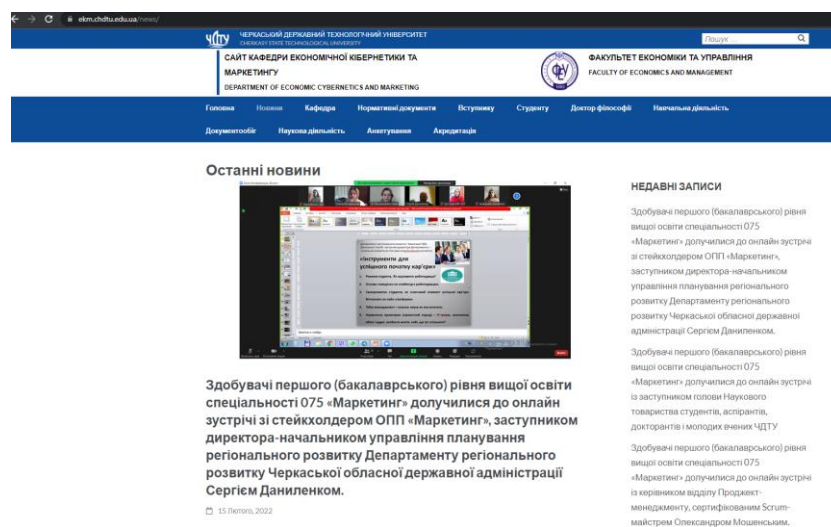 ekm.chdtu.edu.ua/news/
ЧДТУ
ЧЕРКАСЬКИЙ ДЕРЖАВНИЙ ТЕХНОЛОГІЧНИЙ УНІВЕРСИТЕТ
CHERKASY STATE TECHNOLOGICAL UNIVERSITY
Пошук ...
САЙТ КАФЕДРИ ЕКОНОМІЧНОЇ КІБЕРНЕТИКИ ТА
МАРКЕТИНГУ
DEPARTMENT OF ECONOMIC CYBERNETICS AND MARKETING
ФАКУЛЬТЕТ ЕКОНОМІКИ ТА УПРАВЛІННЯ
FACULTY OF ECONOMICS AND MANAGEMENT
Головна Новини Кафедра Нормативні документи Вступнику Студенту Доктор філософії Навчальна діяльність
Документообіг Наукова діяльність Анкетування Акредитація
Останні новини
«Інструменти для
успішного початку кар'єри»
Здобувачі першого (бакалаврського) рівня вищої освіти
спеціальності 075 «Маркетинг» долучилися до онлайн
зустрічі зі стейкхолдером ОПП «Маркетинг», заступником
директора-начальником управління планування
регіонального розвитку Департаменту регіонального
розвитку Черкаської обласної державної адміністрації
Сергієм Даниленком.
15 Лютого, 2022
НЕДАВНІ ЗАПИСИ
Здобувачі першого (бакалаврського) рівня
вищої освіти спеціальності 075
«Маркетинг» долучилися до онлайн зустрічі
зі стейкхолдером ОПП «Маркетинг»,
заступником директора-начальником
управління планування регіонального
розвитку Департаменту регіонального
розвитку Черкаської обласної державної
адміністрації Сергієм Даниленком.
Здобувачі першого (бакалаврського) рівня
вищої освіти спеціальності 075
«Маркетинг» долучилися до онлайн зустрічі
із заступником голови Наукового
товариства студентів, аспірантів,
докторантів і молодих вчених ЧДТУ
Здобувачі першого (бакалаврського) рівня
вищої освіти спеціальності 075
«Маркетинг» долучилися до онлайн зустрічі
із керівником відділу Проджект-
менеджменту, сертифікованим Scrum-
майстрем Олександром Мошенським.